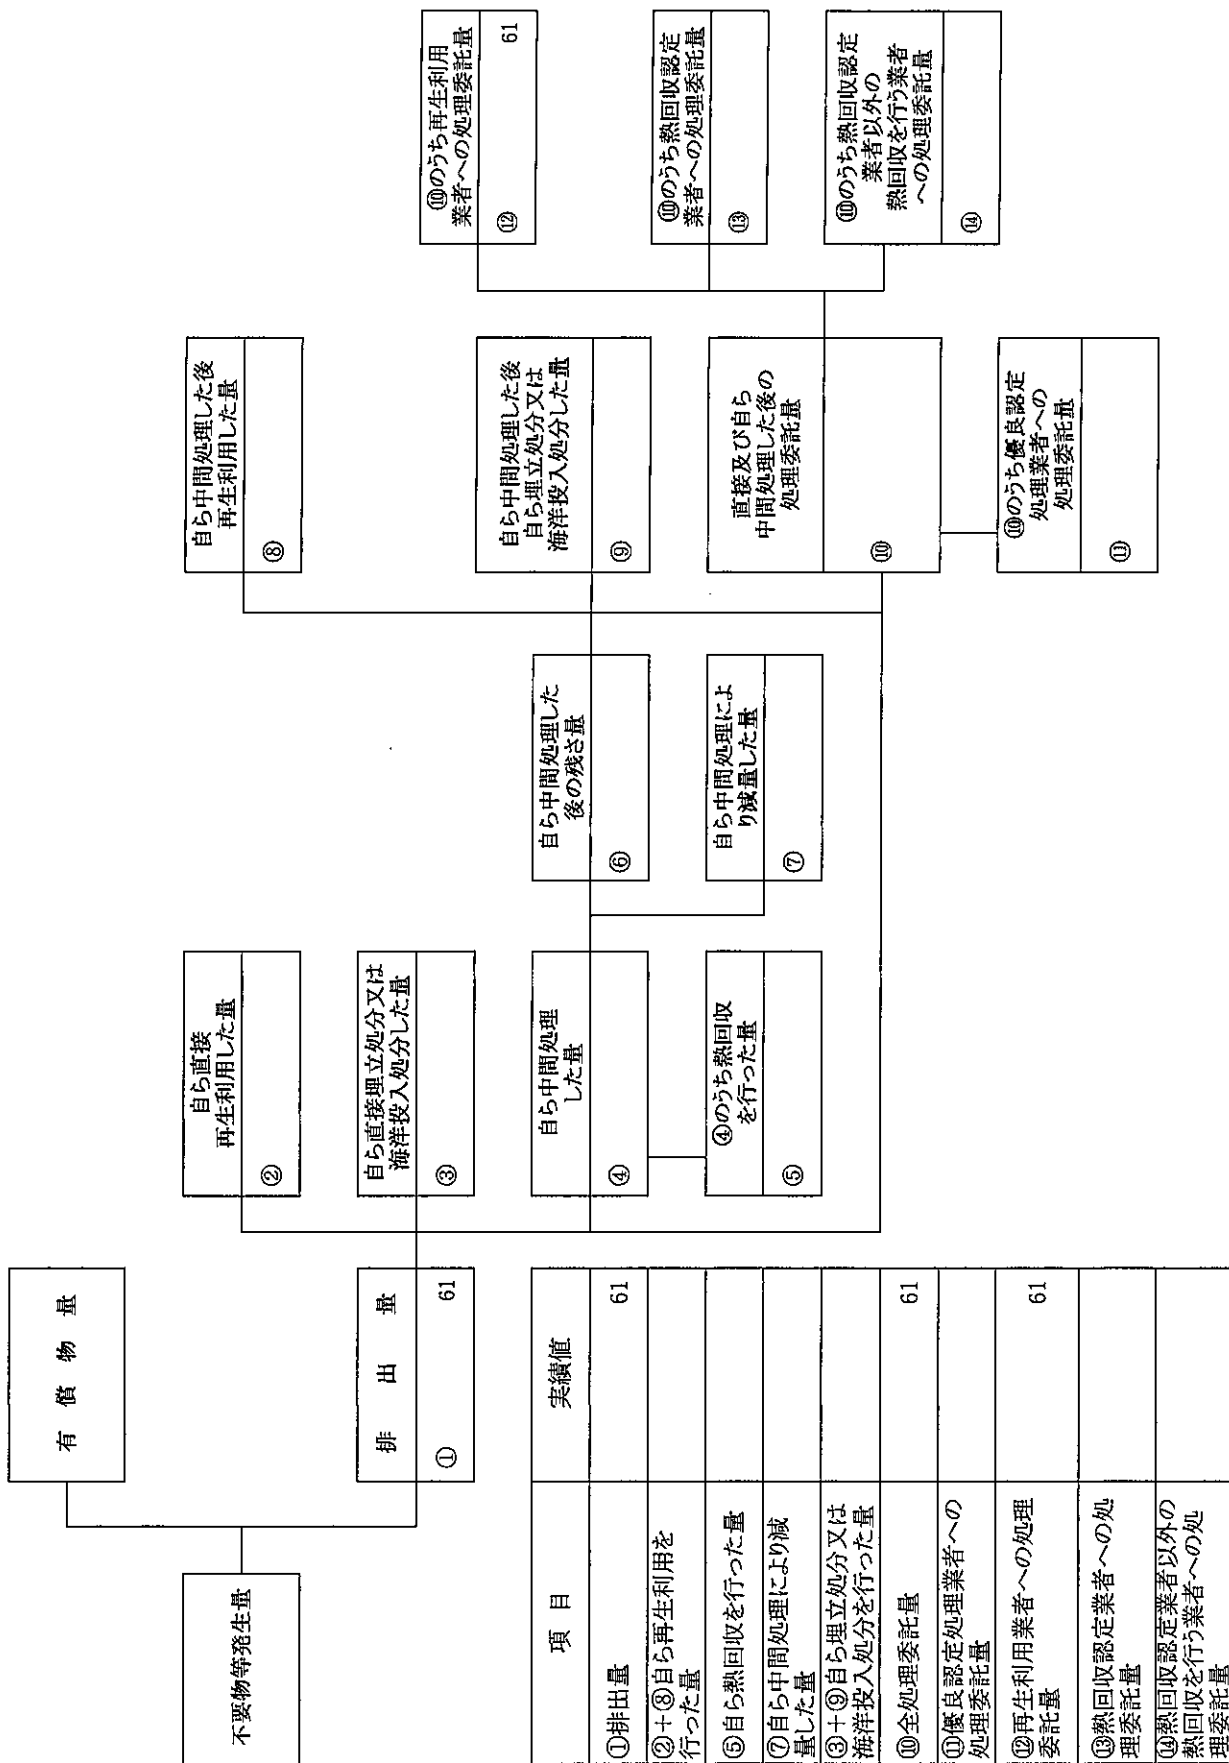 有償物量
不要物等発生量
排出量
① 61
自ら直接
再生利用した量
②
自ら直接埋立処分又は
海洋投入処分した量
③
自ら中間処理
した量
④
④のうち熱回収
を行った量
⑤
自ら中間処理した
後の残さ量
⑥
自ら中間処理によ
り減量した量
⑦
自ら中間処理した後
再生利用した量
⑧
自ら中間処理した後
自ら埋立処分又は
海洋投入処分した量
⑨
直接及び自ら
中間処理した後の
処理委託量
⑩
⑩のうち優良認定
処理業者への
処理委託量
⑪
⑩のうち再生利用
業者への処理委託量
⑫ 61
⑩のうち熱回収認定
業者への処理委託量
⑬
⑩のうち熱回収認定
業者以外の
熱回収を行う業者
への処理委託量
⑭
項目 実績値
①排出量 61
②+⑧自ら再生利用を
行った量
⑤自ら熱回収を行った量
⑦自ら中間処理により減
量した量
③+⑨自ら埋立処分又は
海洋投入処分を行った量
⑩全処理委託量 61
⑪優良認定処理業者への
処理委託量
⑫再生利用業者への処理
委託量 61
⑬熱回収認定業者への処
理委託量
⑭熱回収認定業者以外の
熱回収を行う業者への処
理委託量